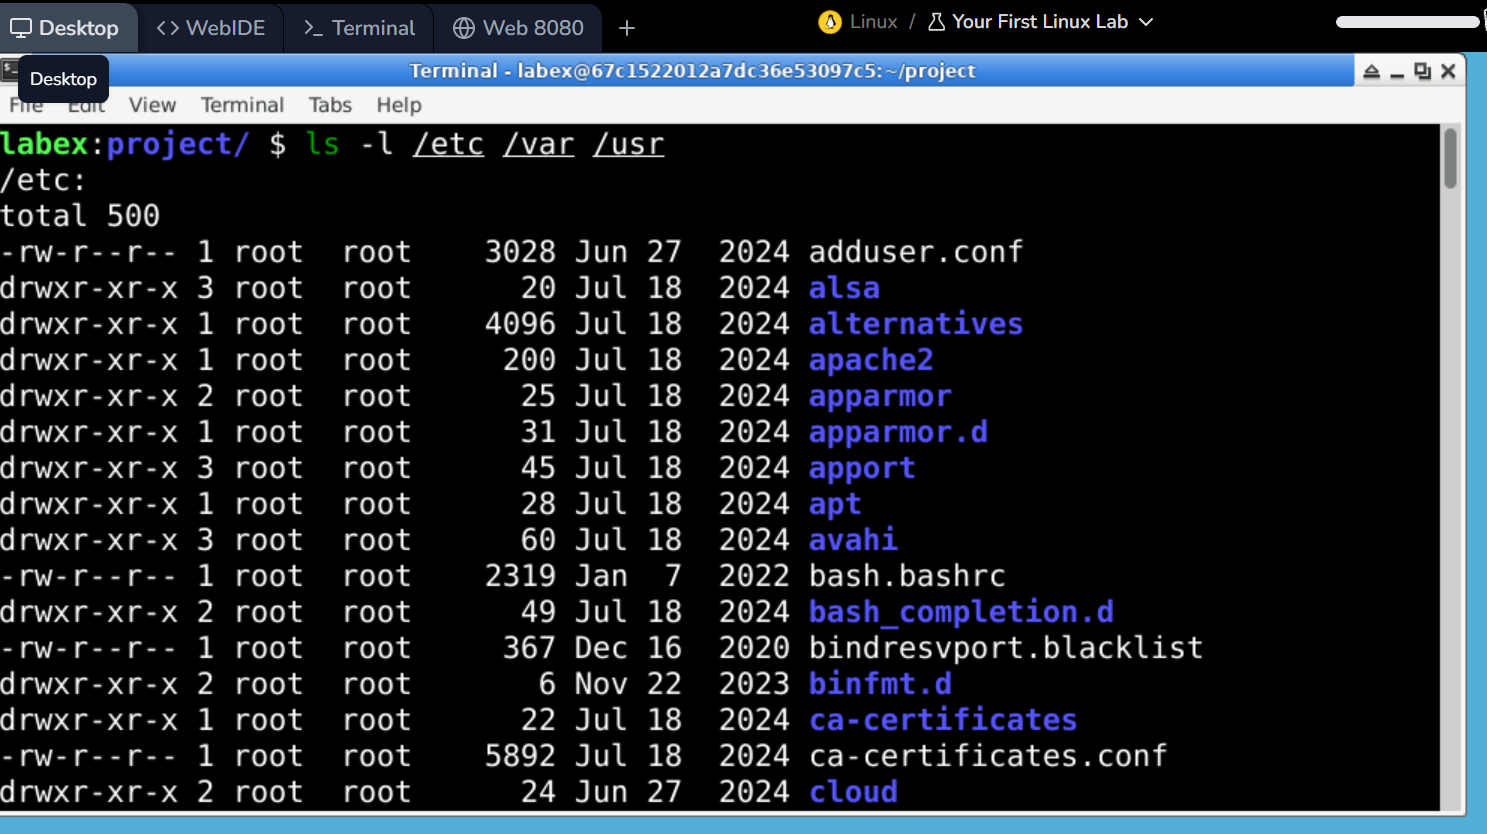 Desktop WebIDE Terminal Web 8080 + Linux / Your First Linux Lab
Terminal - labex@67c1522012a7dc36e53097c5:~/project
Desktop
File Edit View Terminal Tabs Help
labex:project/ $ ls -l /etc /var /usr
/etc:
total 500
-rw-r--r-- 1 root root 3028 Jun 27 2024 adduser.conf
drwxr-xr-x 3 root root 20 Jul 18 2024 alsa
drwxr-xr-x 1 root root 4096 Jul 18 2024 alternatives
drwxr-xr-x 1 root root 200 Jul 18 2024 apache2
drwxr-xr-x 2 root root 25 Jul 18 2024 apparmor
drwxr-xr-x 1 root root 31 Jul 18 2024 apparmor.d
drwxr-xr-x 3 root root 45 Jul 18 2024 apport
drwxr-xr-x 1 root root 28 Jul 18 2024 apt
drwxr-xr-x 3 root root 60 Jul 18 2024 avahi
-rw-r--r-- 1 root root 2319 Jan 7 2022 bash.bashrc
drwxr-xr-x 2 root root 49 Jul 18 2024 bash_completion.d
-rw-r--r-- 1 root root 367 Dec 16 2020 bindresvport.blacklist
drwxr-xr-x 2 root root 6 Nov 22 2023 binfmt.d
drwxr-xr-x 1 root root 22 Jul 18 2024 ca-certificates
-rw-r--r-- 1 root root 5892 Jul 18 2024 ca-certificates.conf
drwxr-xr-x 2 root root 24 Jun 27 2024 cloud